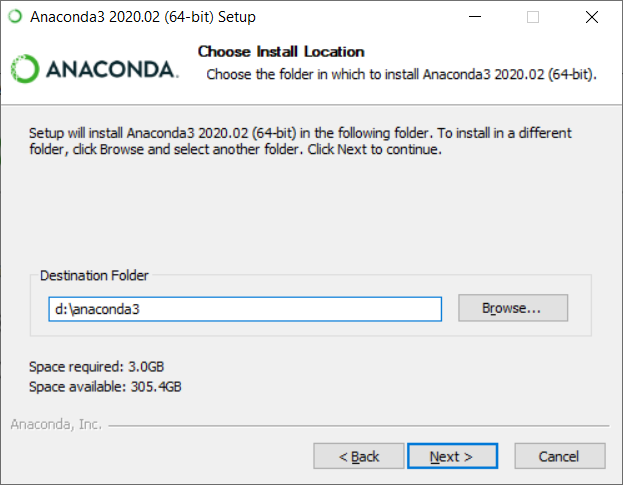 Anaconda3 2020.02 (64-bit) Setup
ANACONDA.
Choose Install Location
Choose the folder in which to install Anaconda3 2020.02 (64-bit).
Setup will install Anaconda3 2020.02 (64-bit) in the following folder. To install in a different
folder, click Browse and select another folder. Click Next to continue.
Destination Folder
d:\anaconda3
Browse...
Space required: 3.0GB
Space available: 305.4GB
Anaconda, Inc.
< Back
Next >
Cancel